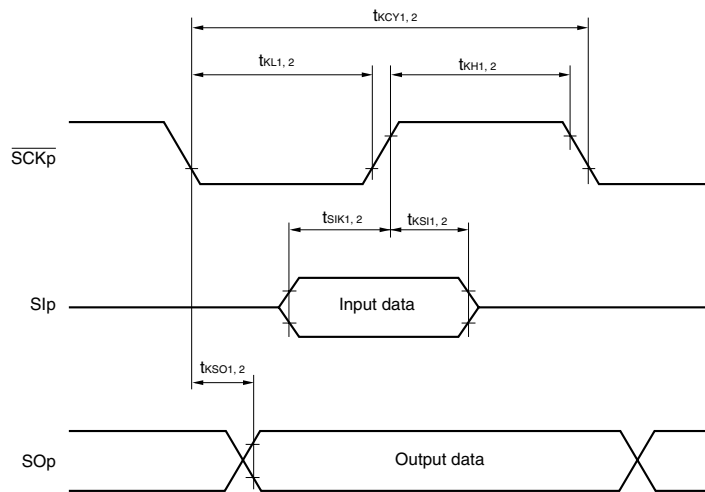 tKCY1, 2
tKL1, 2
tKH1, 2
SCKp
tSIK1, 2
tKSI1, 2
SIp
Input data
tKSO1, 2
SOp
Output data